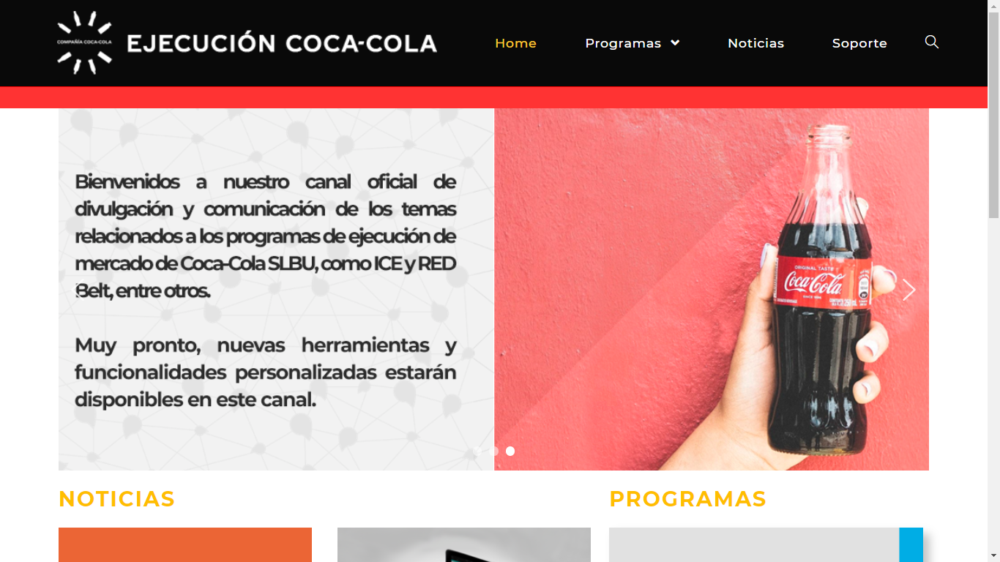 COMPAÑÍA COCA-COLA
EJECUCIÓN COCA-COLA
Home
Programas
Noticias
Soporte
Bienvenidos a nuestro canal oficial de
divulgación y comunicación de los temas
relacionados a los programas de ejecución de
mercado de Coca-Cola SLBU, como ICE y RED
Belt, entre otros.
Muy pronto, nuevas herramientas y
funcionalidades personalizadas estarán
disponibles en este canal.
ORIGINAL TASTE
Coca-Cola
NOTICIAS
PROGRAMAS